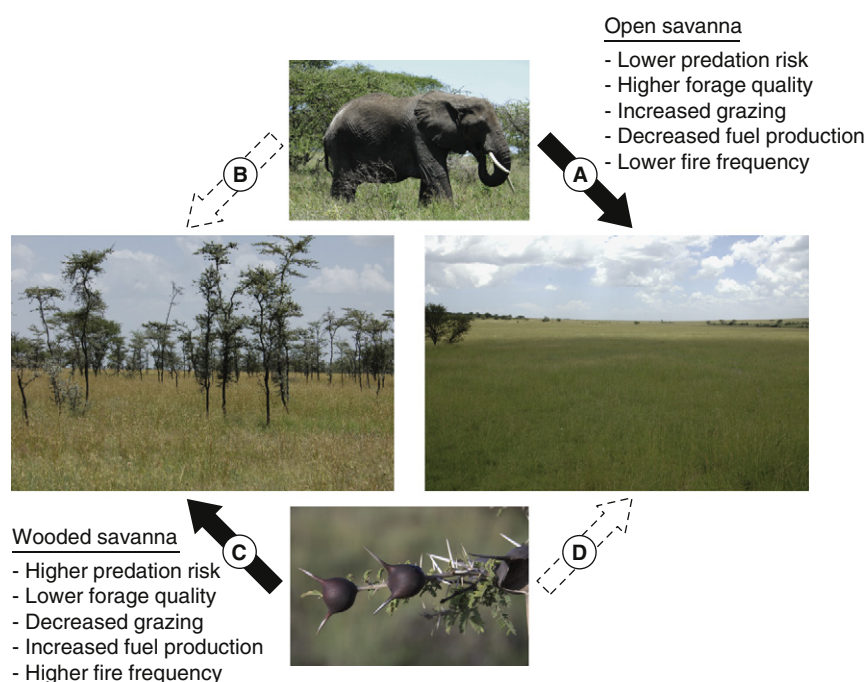 Open savanna
- Lower predation risk
- Higher forage quality
- Increased grazing
- Decreased fuel production
- Lower fire frequency
B
A
Wooded savanna
- Higher predation risk
- Lower forage quality
- Decreased grazing
- Increased fuel production
- Higher fire frequency
C
D